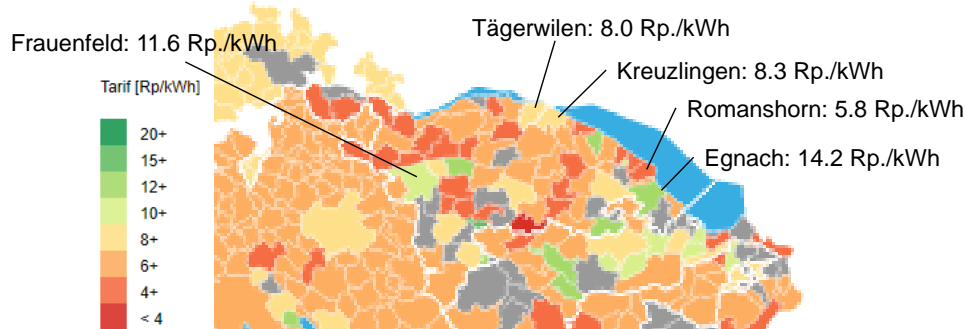 Tägerwilen: 8.0 Rp./kWh
Frauenfeld: 11.6 Rp./kWh
Kreuzlingen: 8.3 Rp./kWh
Tarif [Rp/kWh]
Romanshorn: 5.8 Rp./kWh
20+
Egnach: 14.2 Rp./kWh
15+
12+
10+
8+
6+
4+
< 4